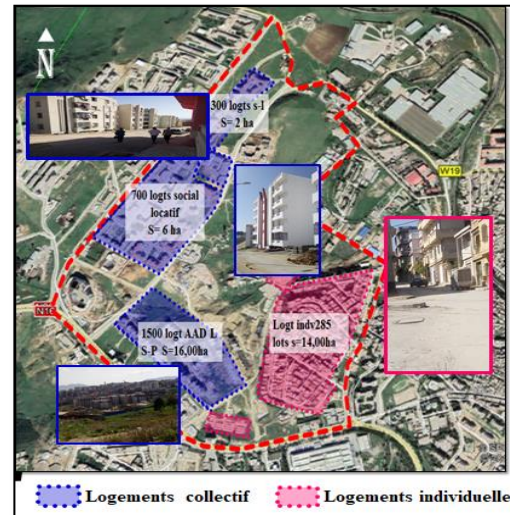 N
300 logts s-l
S= 2 ha
W19
700 logts social
locatif
S= 6 ha
1500 logt AAD L
S-P S=16,00ha
Logt indv285
lots s=14,00ha
Logements collectif
Logements individuelle